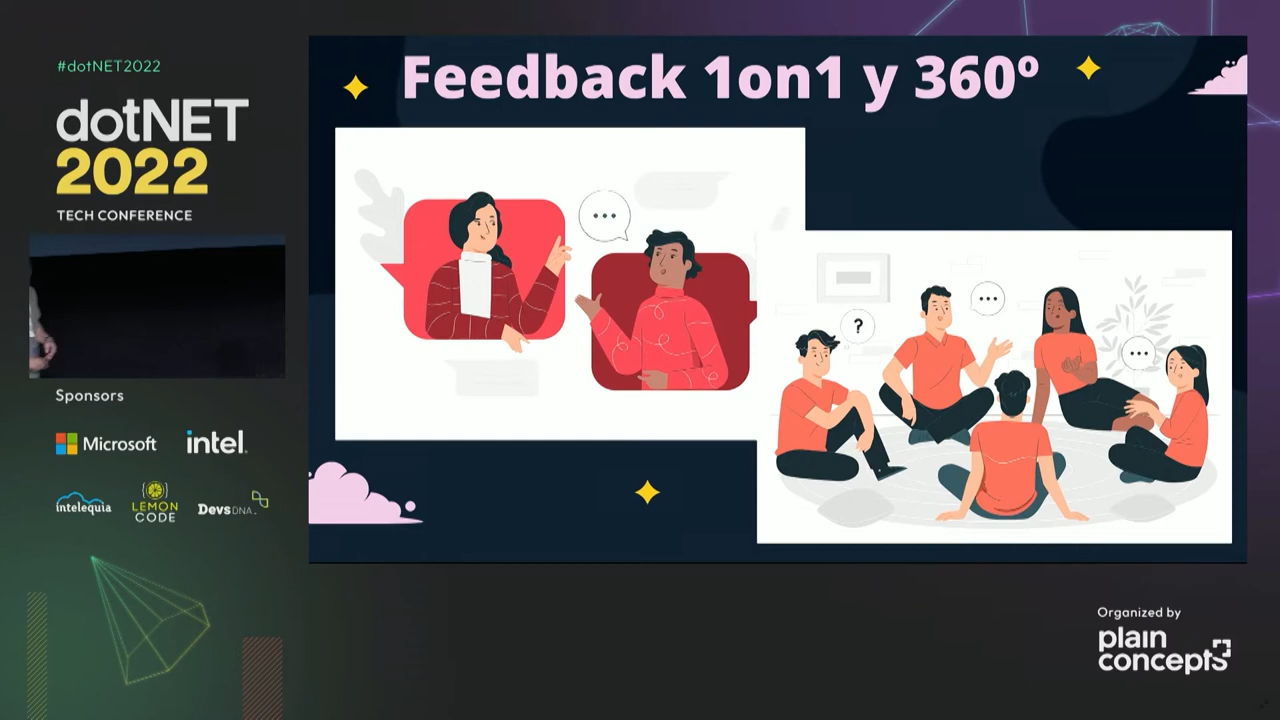 #dotNET2022
dotNET
2022
TECH CONFERENCE
Sponsors
Microsoft
intel.
intelequia
LEMON
CODE
DevsDNA
Feedback 1on1 y 360º
?
Organized by
plain
concepts